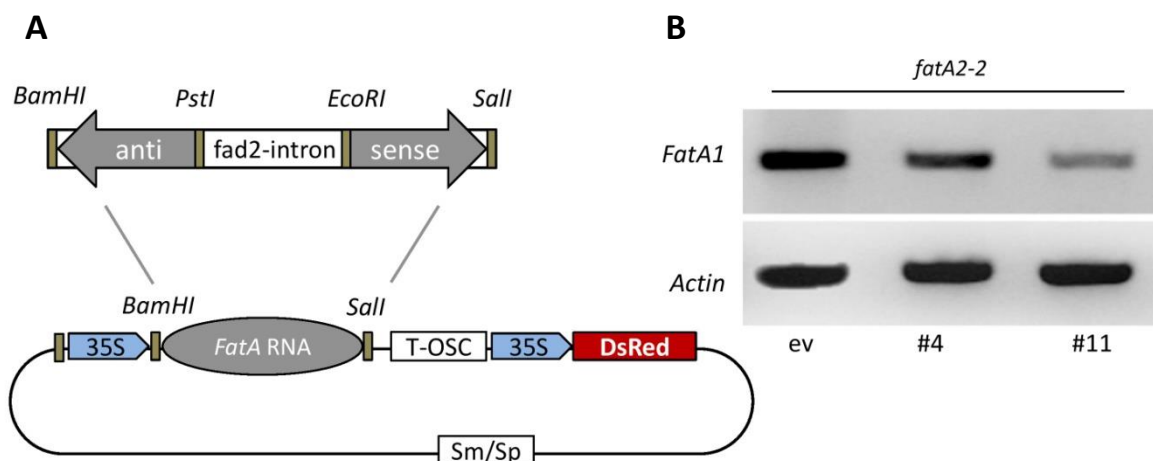 A
BamHI PstI EcoRI SalI
anti fad2-intron sense
BamHI SalI
35S FatA RNA T-OSC 35S DsRed
Sm/Sp
B
fatA2-2
FatA1
Actin
ev #4 #11